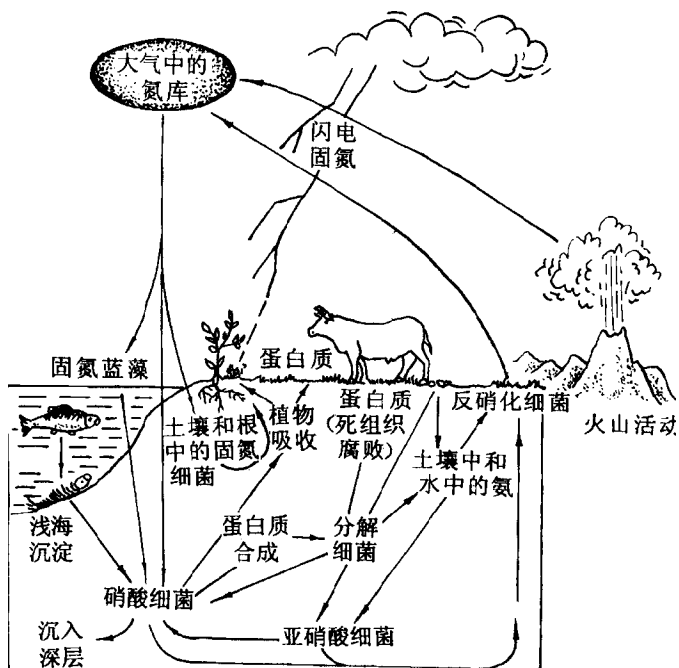 大气中的
氮库
闪电
固氮
固氮蓝藻
蛋白质
土壤和根
中的固氮
细菌
植物
吸收
蛋白质
(死组织
腐败)
反硝化细菌
火山活动
土壤中和
水中的氨
浅海
沉淀
蛋白质
合成
分解
细菌
硝酸细菌
沉入
深层
亚硝酸细菌